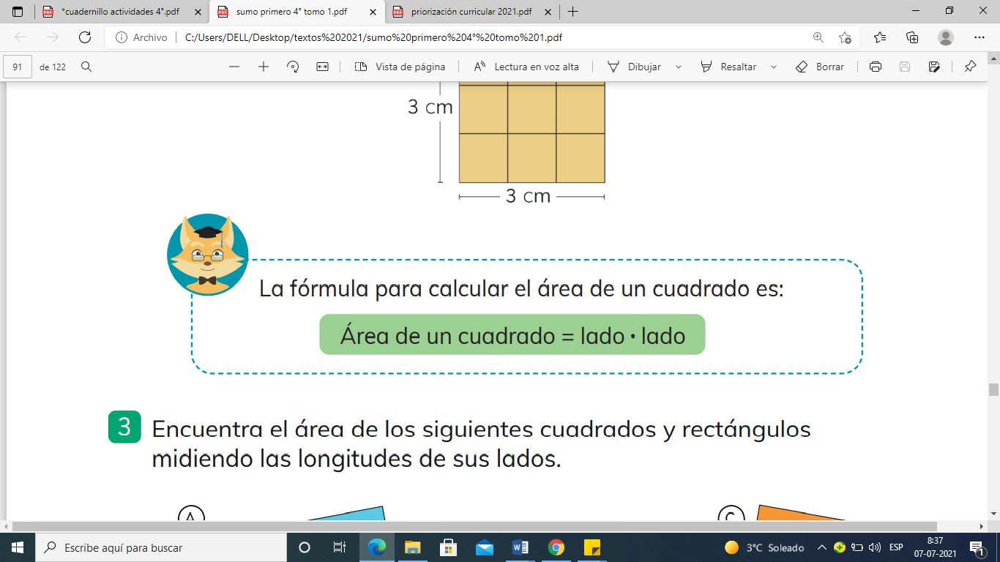 *cuadernillo actividades 4°.pdf
sumo primero 4° tomo 1.pdf
priorización curricular 2021.pdf
Archivo
C:/Users/DELL/Desktop/textos%202021/sumo%20primero%204°%20tomo%201.pdf
91 de 122
Vista de página
Lectura en voz alta
Dibujar
Resaltar
Borrar
3 cm
3 cm
La fórmula para calcular el área de un cuadrado es:
Área de un cuadrado = lado · lado
3 Encuentra el área de los siguientes cuadrados y rectángulos
midiendo las longitudes de sus lados.
A
C
Escribe aquí para buscar
3°C Soleado
ESP
8:37
07-07-2021
1